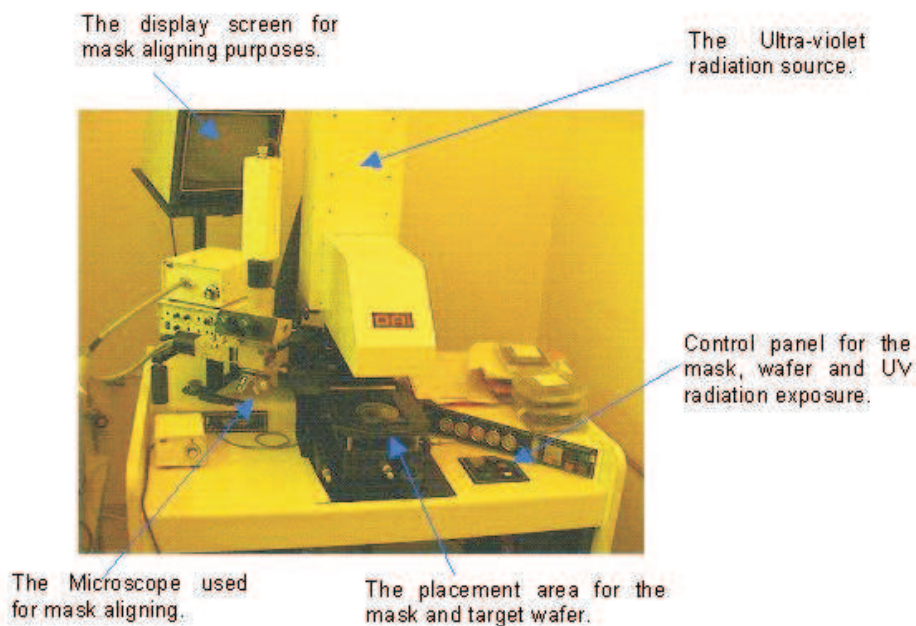 The display screen for
mask aligning purposes.
The Ultra-violet
radiation source.
OAI
Control panel for the
mask, wafer and UV
radiation exposure.
The Microscope used
for mask aligning.
The placement area for the
mask and target wafer.